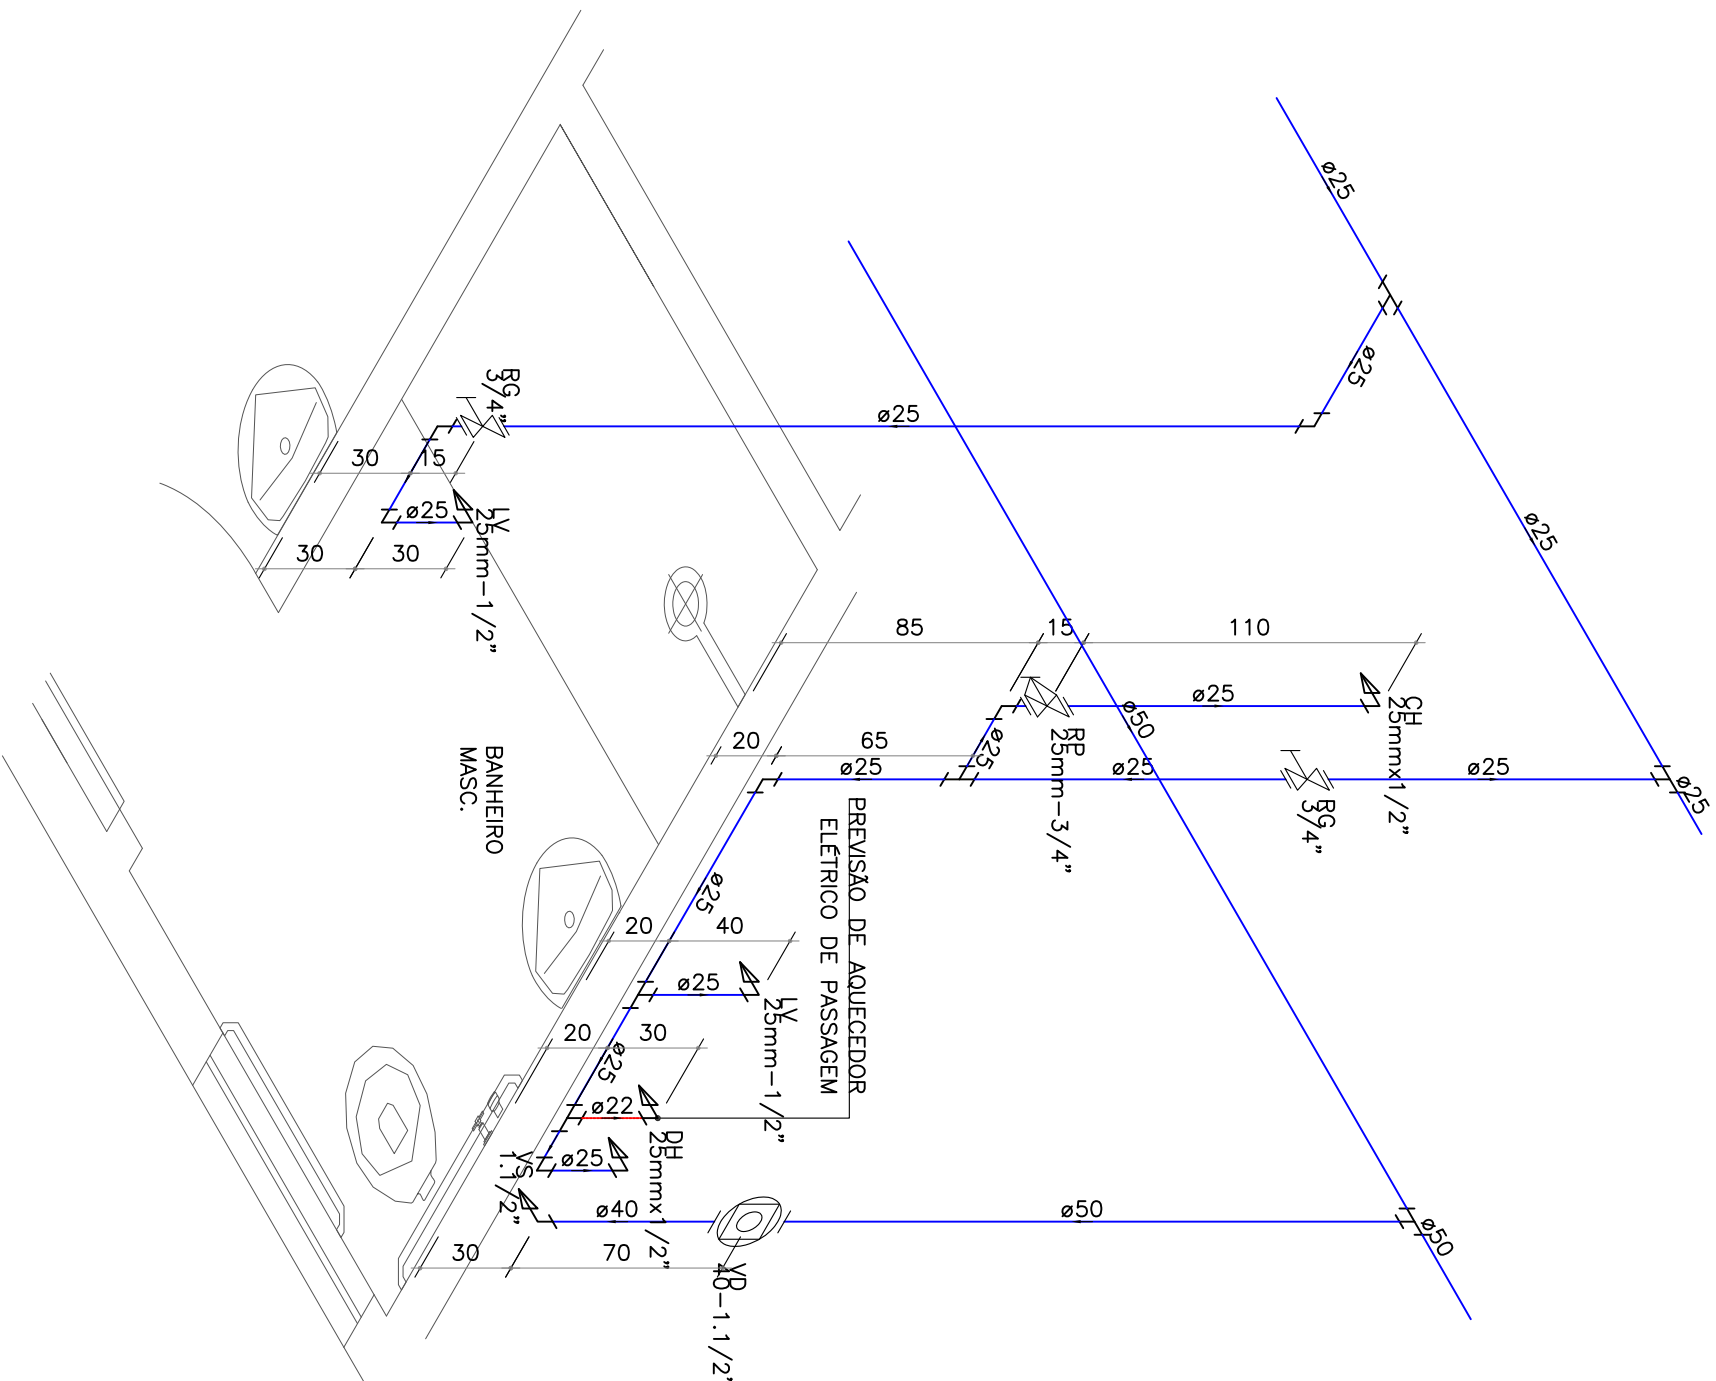 ø25
ø25
RG
3/4"
ø25
30
15
ø25
LV
25mm-1/2"
30
30
ø25
85
15
110
ø25
CH
25mmx1/2"
ø50
RP
25mm-3/4"
ø25
20
65
ø25
ø25
ø25
ø25
RG
3/4"
BANHEIRO
MASC.
PREVISÃO DE AQUECEDOR
ELÉTRICO DE PASSAGEM
ø25
20
40
ø25
LV
25mm-1/2"
20
30
ø25
ø22
DH
25mmx1/2"
ø25
VS
1.1/2"
ø40
ø50
ø50
30
70
VD
40-1.1/2"